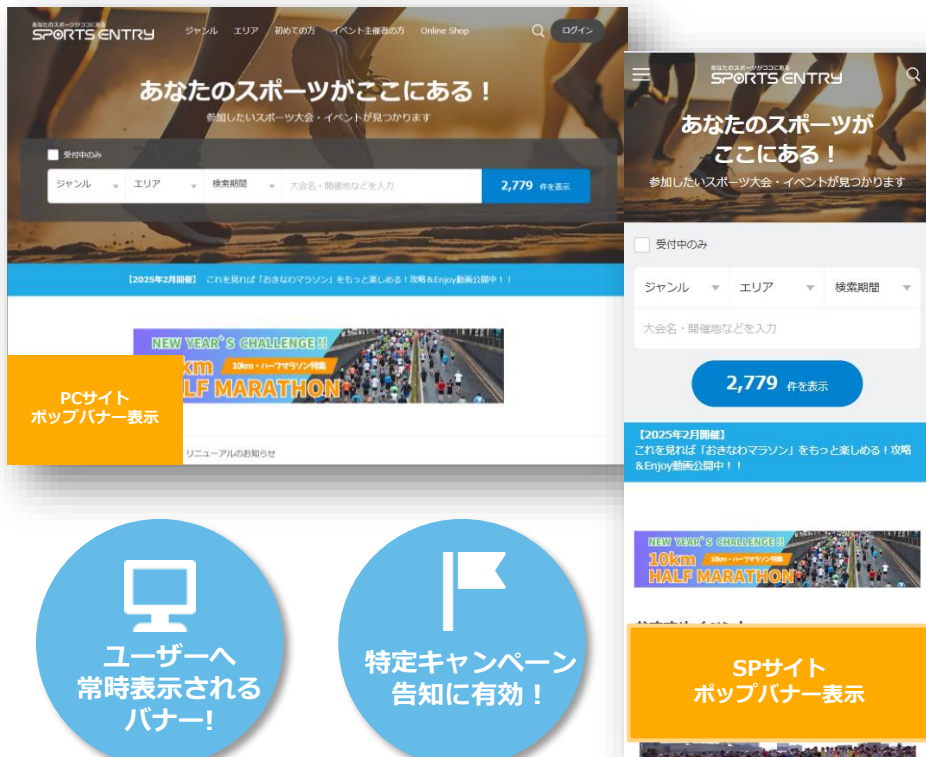 あなたのスポーツがココにある
SPORTS ENTRY
ジャンル エリア 初めての方 イベント主催者の方 Online Shop ログイン
あなたのスポーツがここにある！
参加したいスポーツ大会・イベントが見つかります
受付中のみ
ジャンル エリア 検索期間 大会名・開催地などを入力 2,779 件を表示
【2025年2月開催】 これを見れば「おきなわマラソン」をもっと楽しめる！攻略＆Enjoy動画公開中！！
NEW YEAR'S CHALLENGE!!
km 10km・ハーフマラソン特集
LF MARATHON
PCサイト
ポップバナー表示
リニューアルのお知らせ
ユーザーへ
常時表示される
バナー!
特定キャンペーン
告知に有効！
あなたのスポーツがココにある
SPORTS ENTRY
あなたのスポーツが
ここにある！
参加したいスポーツ大会・イベントが見つかります
受付中のみ
ジャンル エリア 検索期間
大会名・開催地などを入力
2,779 件を表示
【2025年2月開催】
これを見れば「おきなわマラソン」をもっと楽しめる！攻略
＆Enjoy動画公開中！！
NEW YEAR'S CHALLENGE!!
10km 10km・ハーフマラソン特集
HALF MARATHON
SPサイト
ポップバナー表示